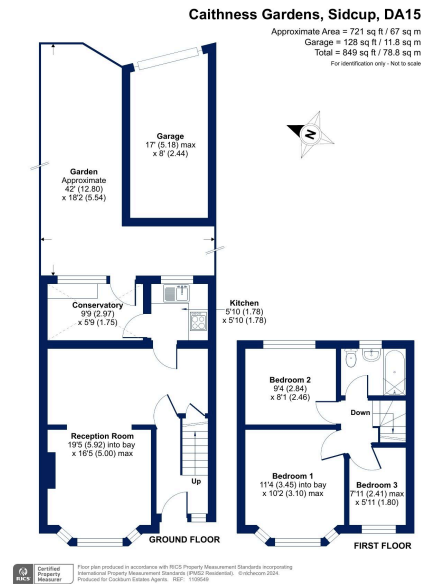 Caithness Gardens, Sidcup, DA15
Approximate Area = 721 sq ft / 67 sq m
Garage = 128 sq ft / 11.8 sq m
Total = 849 sq ft / 78.8 sq m
For identification only - Not to scale
N
Garage
17' (5.18) max
x 8' (2.44)
Garden
Approximate
42' (12.80)
x 18'2 (5.54)
Conservatory
9'9 (2.97)
x 5'9 (1.75)
Kitchen
5'10 (1.78)
x 5'10 (1.78)
Reception Room
19'5 (5.92) into bay
x 16'5 (5.00) max
Up
GROUND FLOOR
Bedroom 2
9'4 (2.84)
x 8'1 (2.46)
Down
Bedroom 1
11'4 (3.45) into bay
x 10'2 (3.10) max
Bedroom 3
7'11 (2.41) max
x 5'11 (1.80)
FIRST FLOOR
RICS
Certified
Property
Measurer
Floor plan produced in accordance with RICS Property Measurement Standards incorporating
International Property Measurement Standards (IPMS2 Residential). © nichecom 2024.
Produced for Cockburn Estate Agents. REF: 1109549